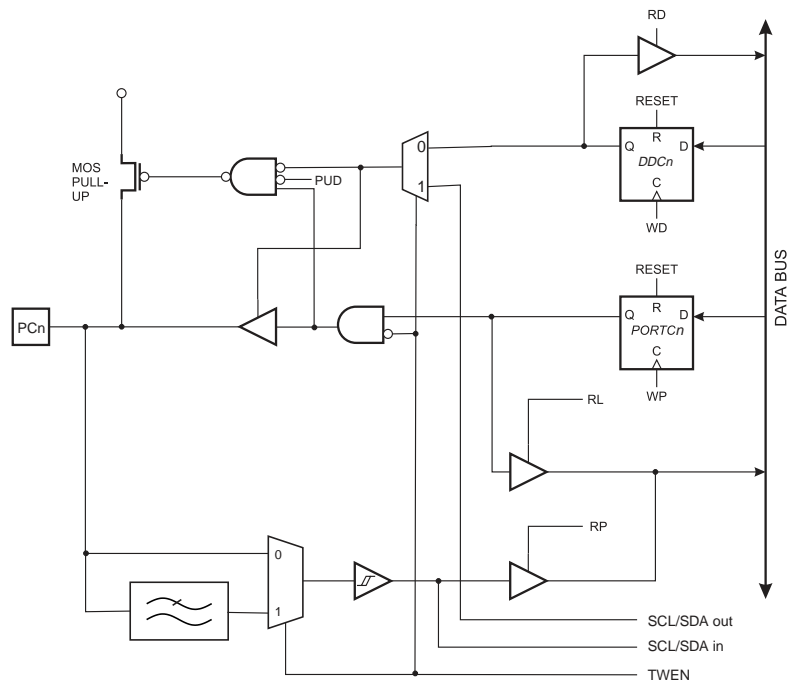 RD
RESET
R
Q
D
DDCn
C
WD
0
1
MOS
PULL-
UP
PUD
RESET
R
Q
D
PORTCn
C
WP
DATA BUS
PCn
RL
RP
0
1
SCL/SDA out
SCL/SDA in
TWEN